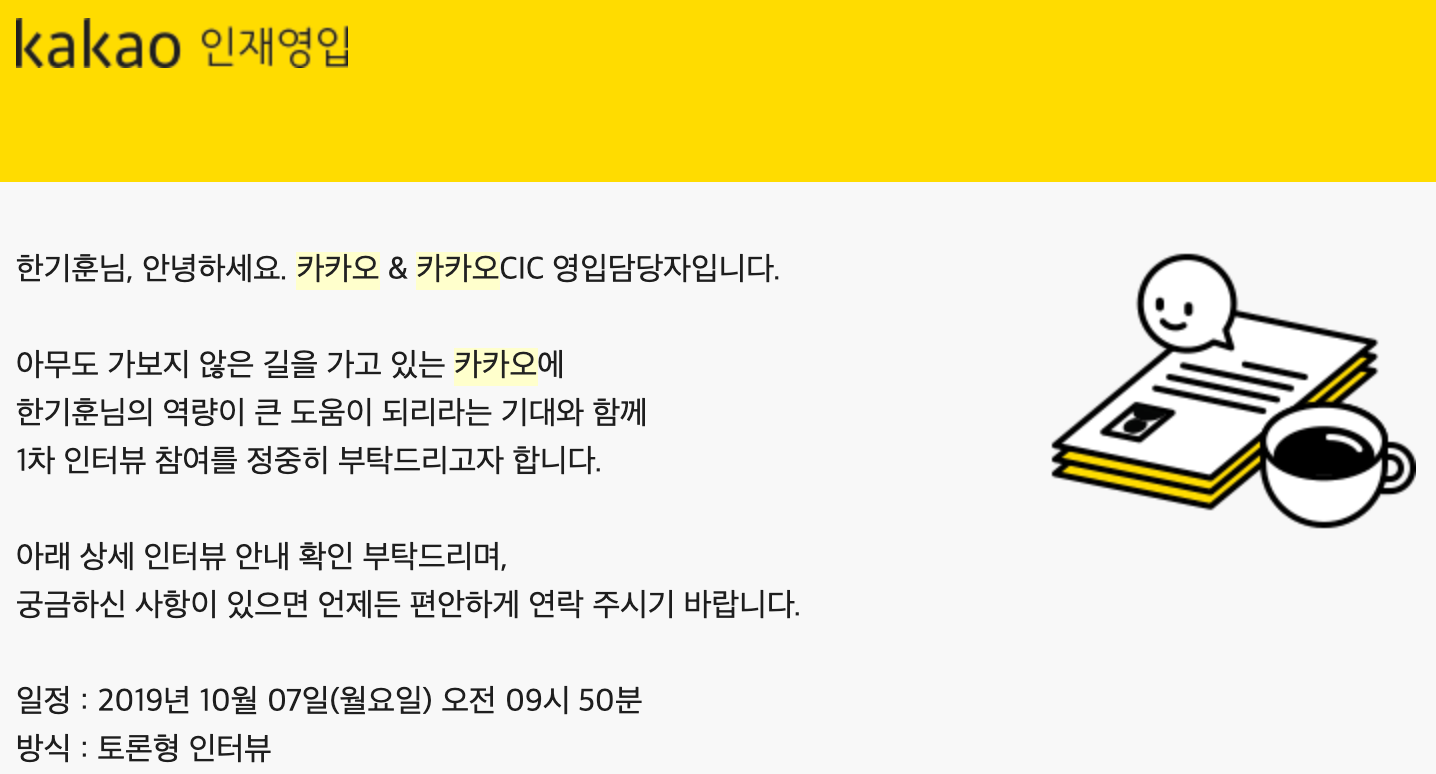 kakao 인재영입
한기훈님, 안녕하세요. 카카오 & 카카오CIC 영입담당자입니다.
아무도 가보지 않은 길을 가고 있는 카카오에
한기훈님의 역량이 큰 도움이 되리라는 기대와 함께
1차 인터뷰 참여를 정중히 부탁드리고자 합니다.
아래 상세 인터뷰 안내 확인 부탁드리며,
궁금하신 사항이 있으면 언제든 편안하게 연락 주시기 바랍니다.
일정 : 2019년 10월 07일(월요일) 오전 09시 50분
방식 : 토론형 인터뷰